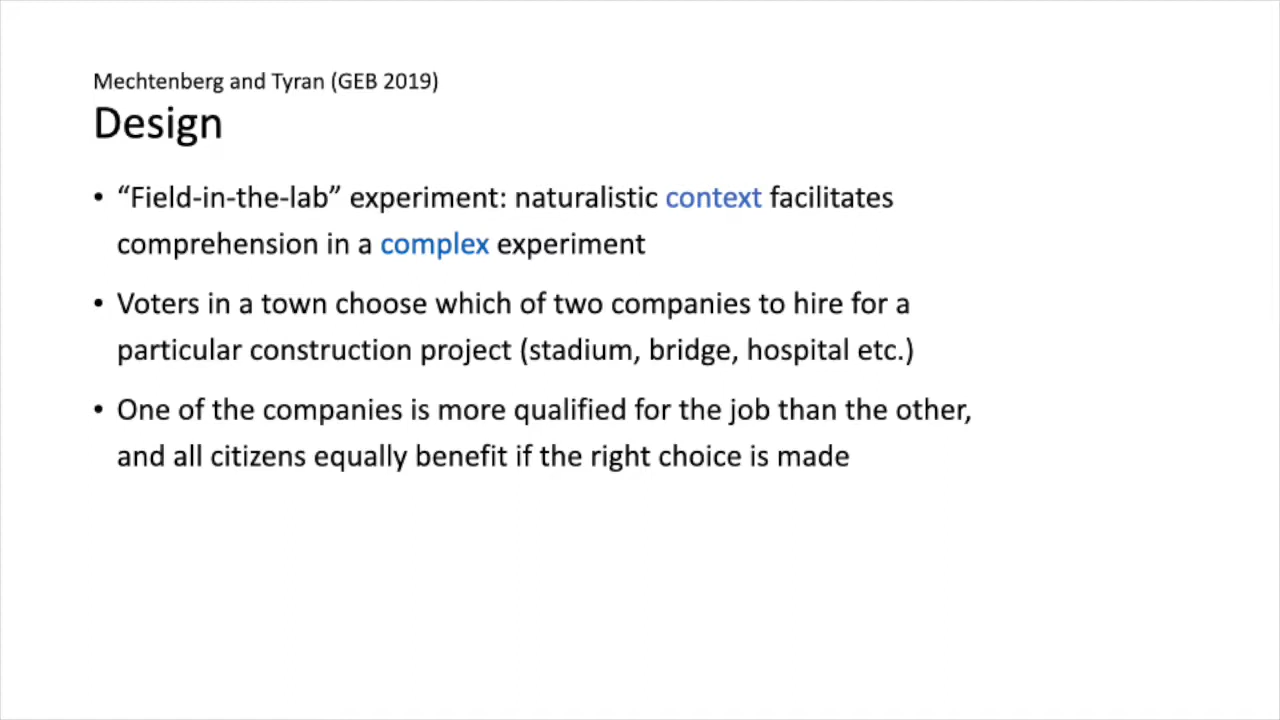 Mechtenberg and Tyran (GEB 2019)
Design
• “Field-in-the-lab” experiment: naturalistic context facilitates
comprehension in a complex experiment
• Voters in a town choose which of two companies to hire for a
particular construction project (stadium, bridge, hospital etc.)
• One of the companies is more qualified for the job than the other,
and all citizens equally benefit if the right choice is made